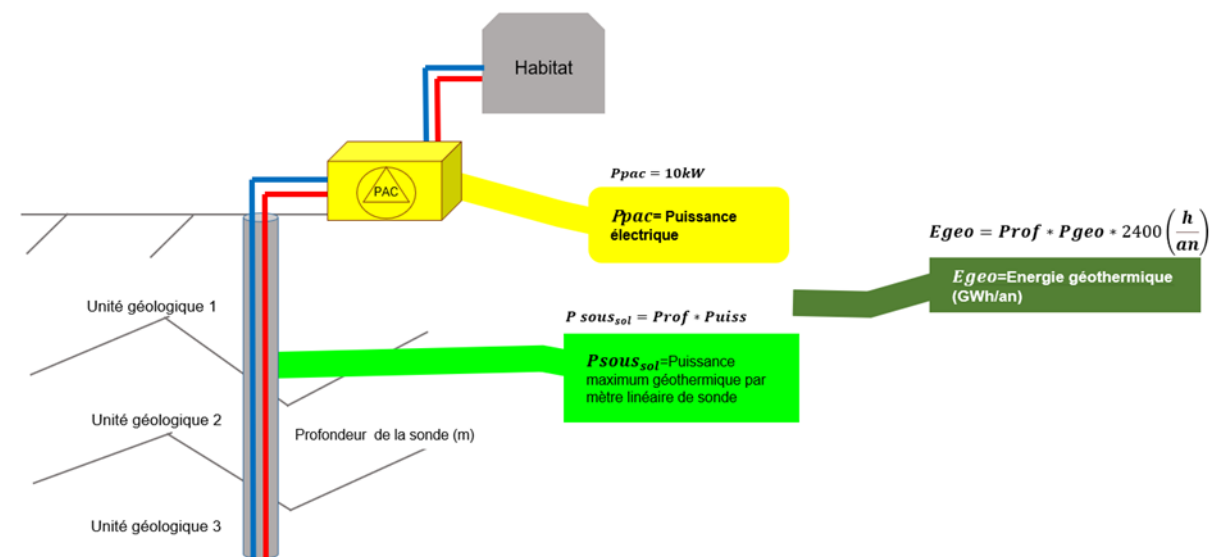 Habitat
PAC
Ppac = 10kW
Ppac= Puissance
électrique
Egeo = Prof * Pgeo * 2400 (h/an)
Egeo=Energie géothermique
(GWh/an)
Unité géologique 1
P sous_sol = Prof * Puiss
Psous_sol=Puissance
maximum géothermique par
mètre linéaire de sonde
Unité géologique 2
Profondeur de la sonde (m)
Unité géologique 3